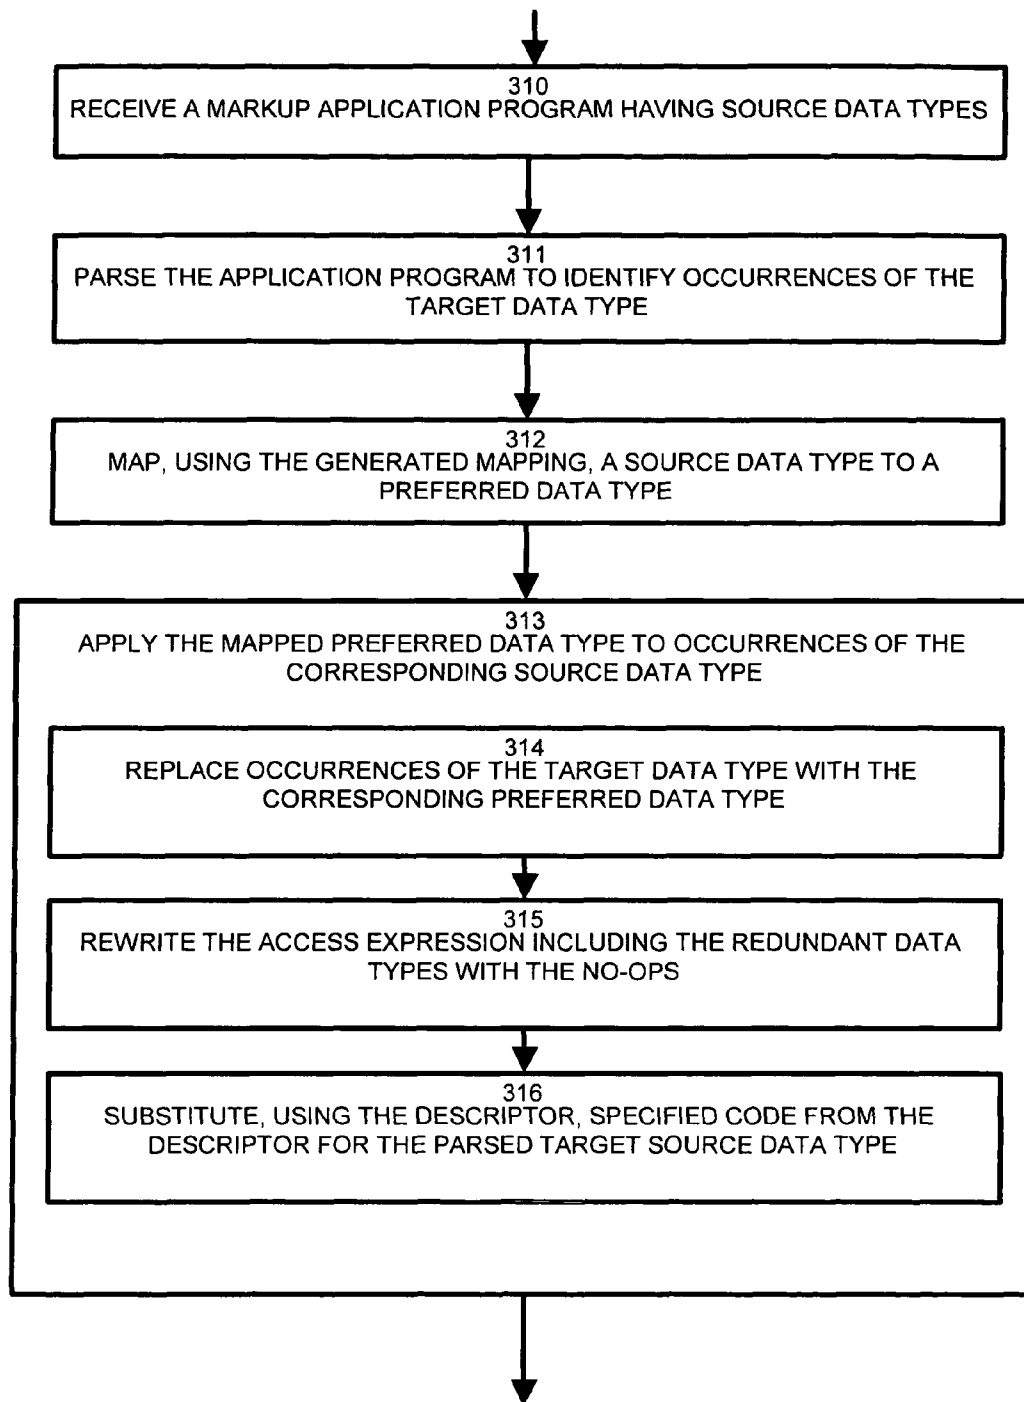 310
RECEIVE A MARKUP APPLICATION PROGRAM HAVING SOURCE DATA TYPES
311
PARSE THE APPLICATION PROGRAM TO IDENTIFY OCCURRENCES OF THE
TARGET DATA TYPE
312
MAP, USING THE GENERATED MAPPING, A SOURCE DATA TYPE TO A
PREFERRED DATA TYPE
313
APPLY THE MAPPED PREFERRED DATA TYPE TO OCCURRENCES OF THE
CORRESPONDING SOURCE DATA TYPE
314
REPLACE OCCURRENCES OF THE TARGET DATA TYPE WITH THE
CORRESPONDING PREFERRED DATA TYPE
315
REWRITE THE ACCESS EXPRESSION INCLUDING THE REDUNDANT DATA
TYPES WITH THE NO-OPS
316
SUBSTITUTE, USING THE DESCRIPTOR, SPECIFIED CODE FROM THE
DESCRIPTOR FOR THE PARSED TARGET SOURCE DATA TYPE